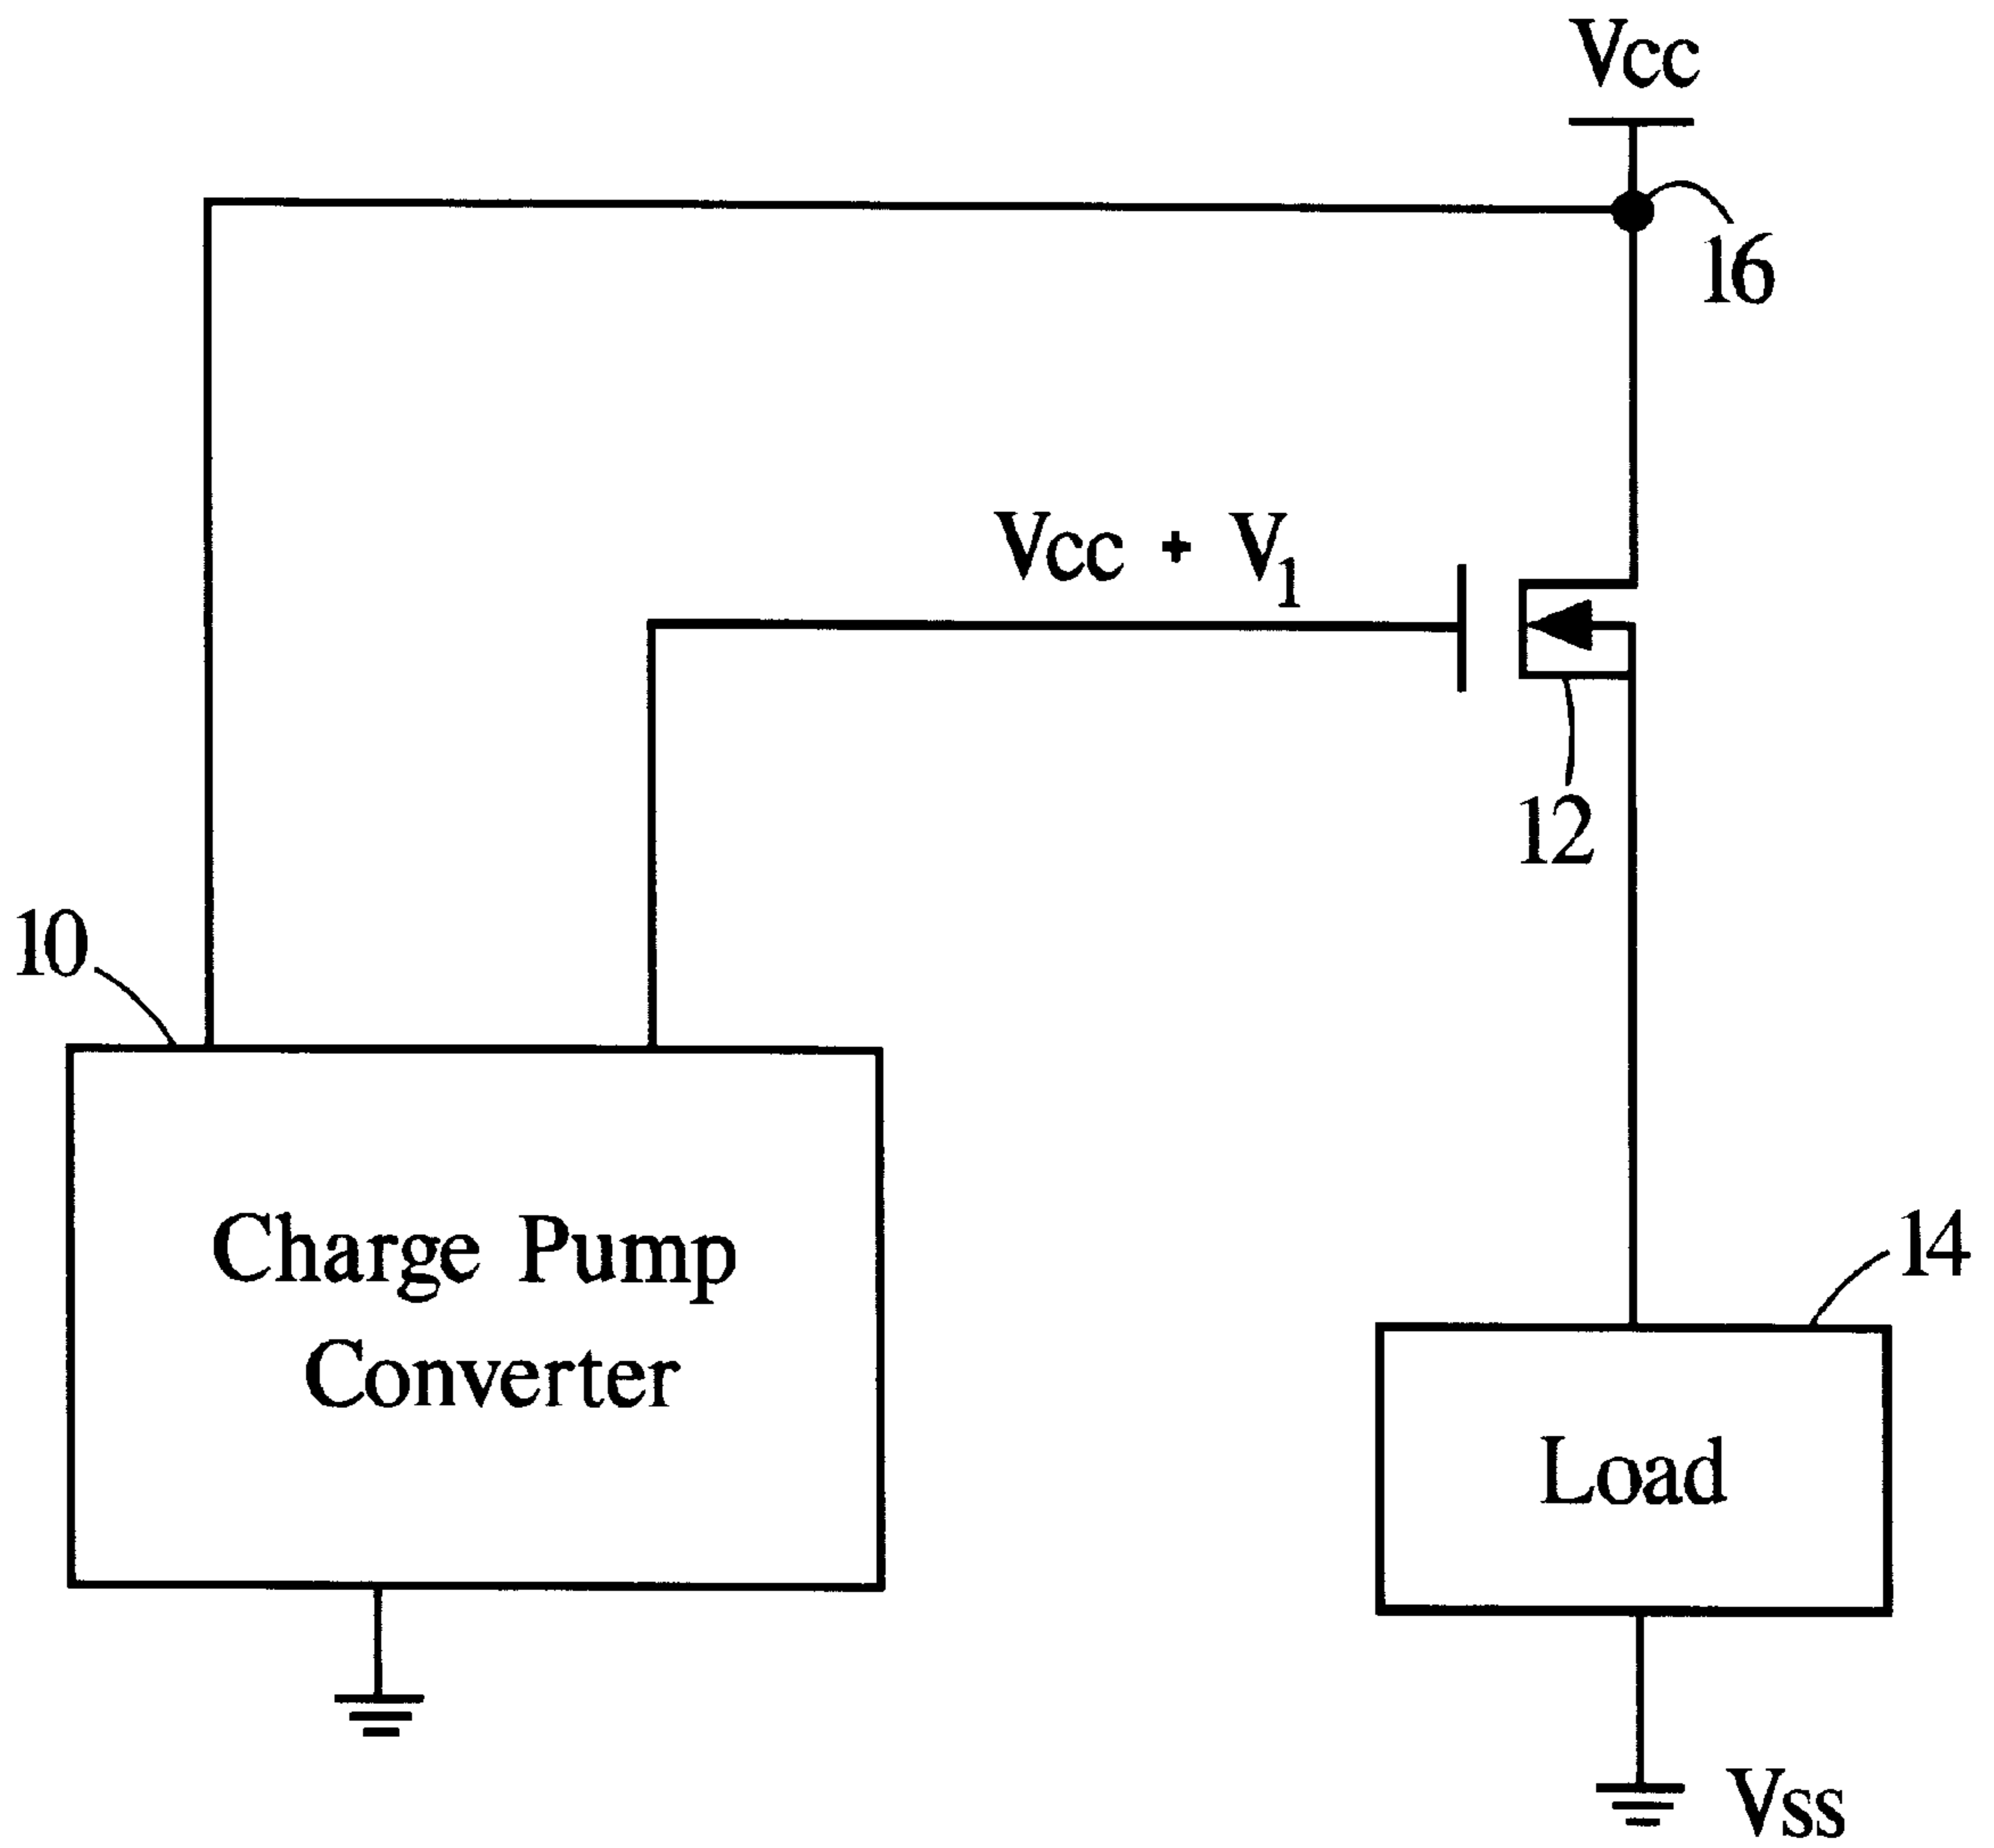 Vcc
16
Vcc + V1
12
10
14
Charge Pump
Converter
Load
Vss